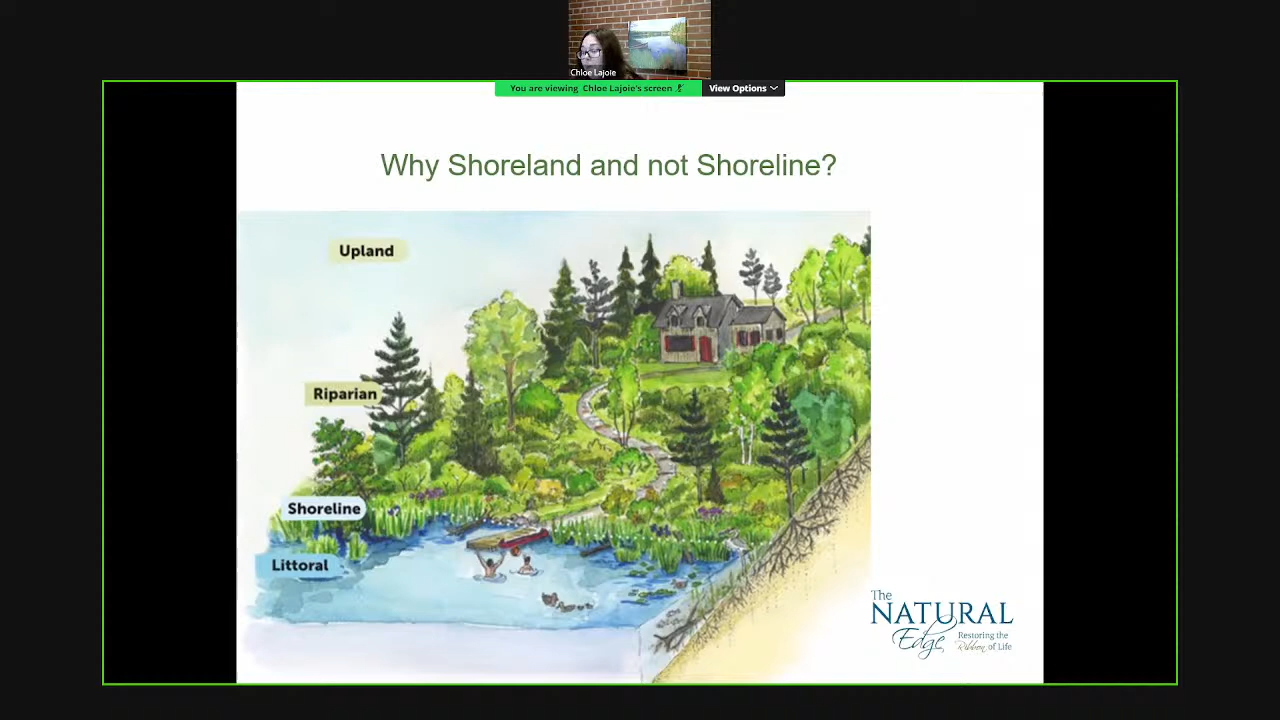 Chloe Lajoie
You are viewing Chloe Lajoie's screen
View Options
Why Shoreland and not Shoreline?
Upland
Riparian
Shoreline
Littoral
The
NATURAL
Edge
Restoring the
Ribbon of Life